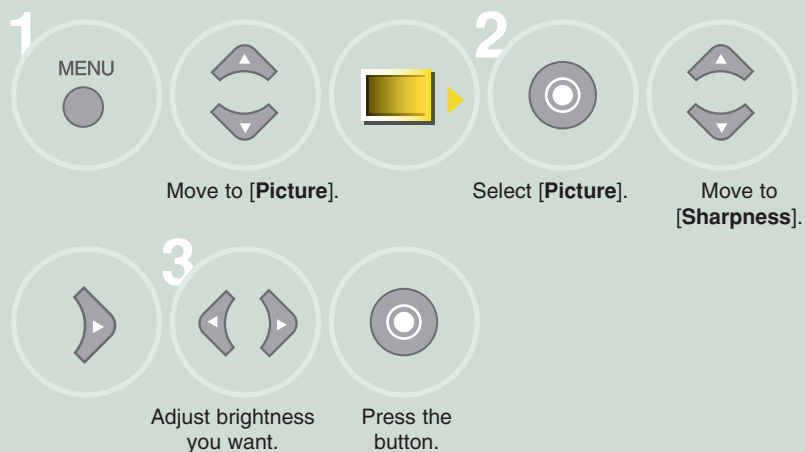 1
MENU
2
Move to [Picture].
Select [Picture].
Move to
[Sharpness].
3
Adjust brightness
you want.
Press the
button.